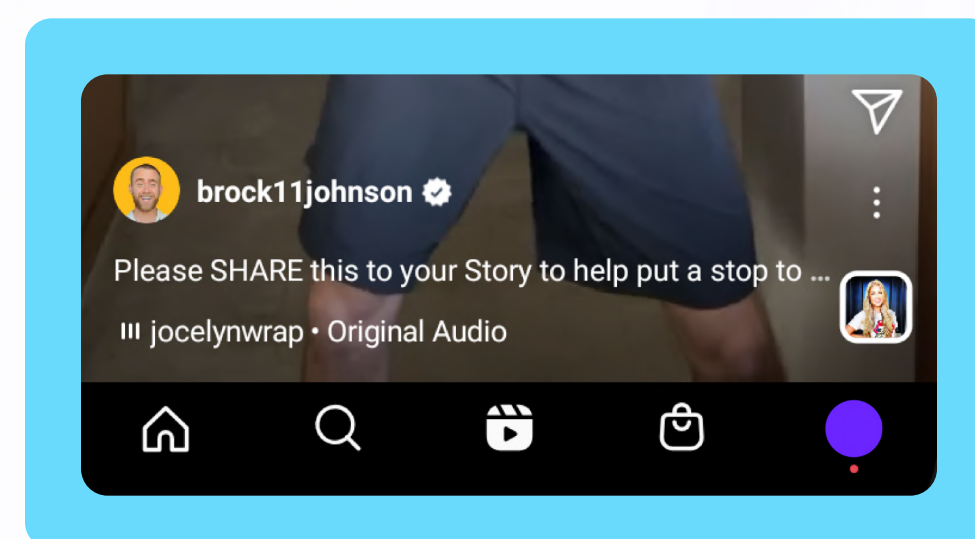 brock11johnson
Please SHARE this to your Story to help put a stop to ...
jocelynwrap • Original Audio